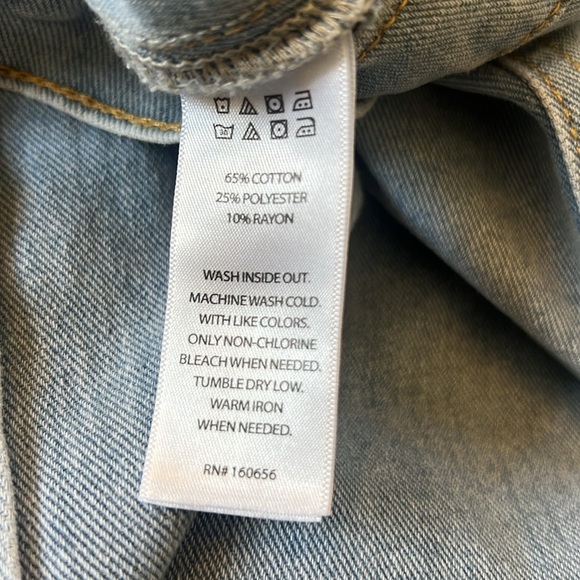 65% COTTON
25% POLYESTER
10% RAYON
WASH INSIDE OUT.
MACHINE WASH COLD.
WITH LIKE COLORS.
ONLY NON-CHLORINE
BLEACH WHEN NEEDED.
TUMBLE DRY LOW.
WARM IRON
WHEN NEEDED.
RN# 160656